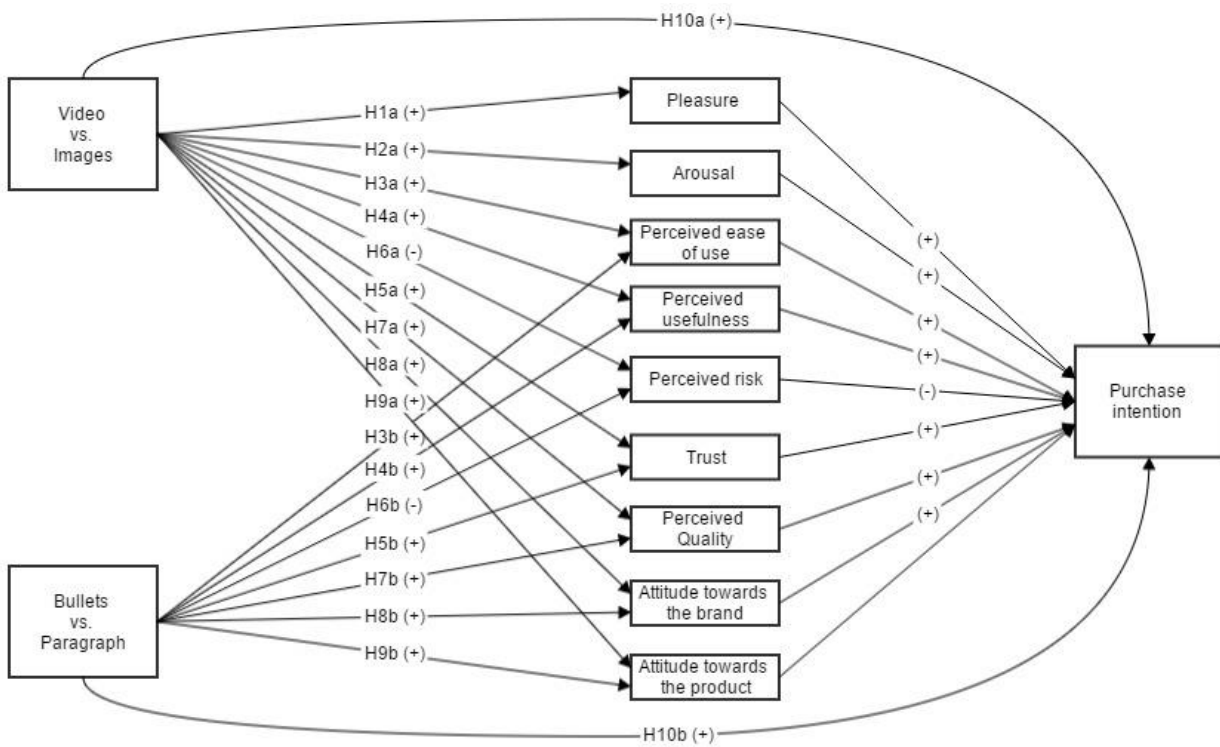 H10a (+)
Video
vs.
Images
H1a (+)
H2a (+)
H3a (+)
H4a (+)
H6a (-)
H5a (+)
H7a (+)
H8a (+)
H9a (+)
H3b (+)
H4b (+)
H6b (-)
H5b (+)
H7b (+)
H8b (+)
H9b (+)
Bullets
vs.
Paragraph
Pleasure
Arousal
Perceived ease
of use
Perceived
usefulness
Perceived risk
Trust
Perceived
Quality
Attitude towards
the brand
Attitude towards
the product
(+)
(+)
(+)
(+)
(-)
(+)
(+)
(+)
Purchase
intention
H10b (+)